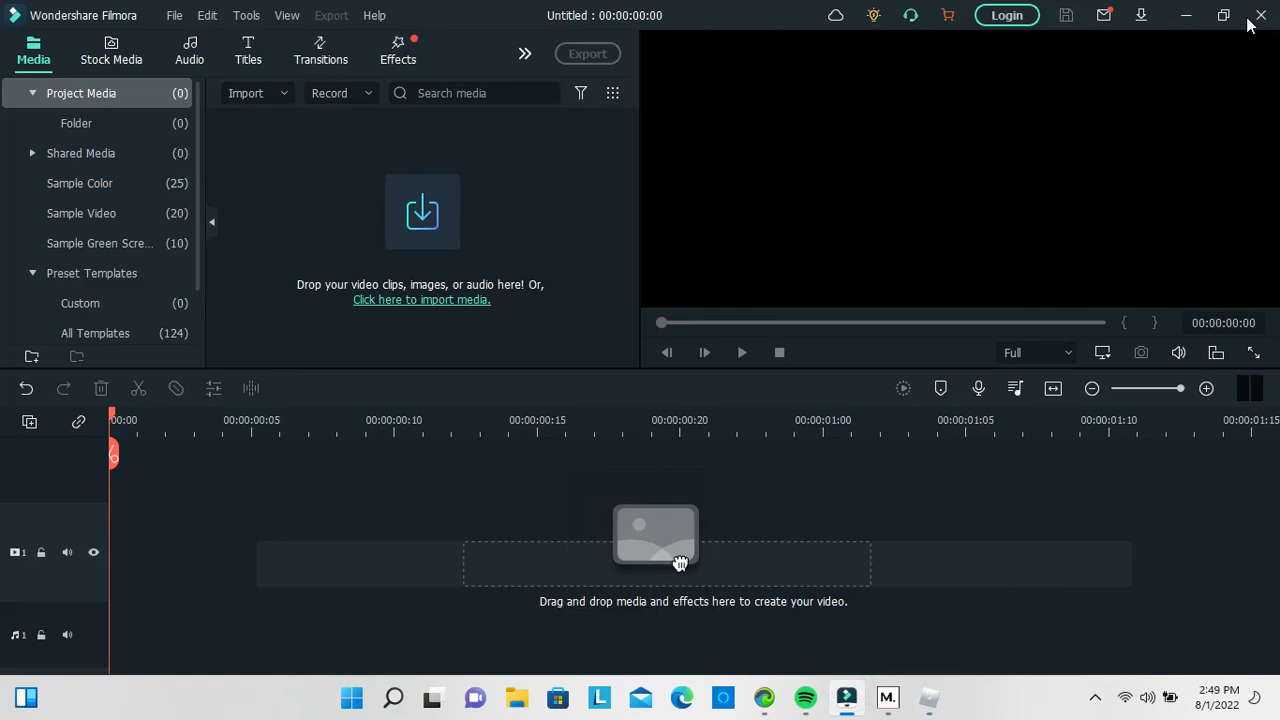 Wondershare Filmora File Edit Tools View Export Help Untitled : 00:00:00:00 Login
Media Stock Media Audio Titles Transitions Effects Export
Project Media (0)
Folder (0)
Shared Media (0)
Sample Color (25)
Sample Video (20)
Sample Green Scre... (10)
Preset Templates
Custom (0)
All Templates (124)
Import Record Search media
Drop your video clips, images, or audio here! Or,
Click here to import media.
{ } 00:00:00:00
Full
00:00 00:00:00:05 00:00:00:10 00:00:00:15 00:00:00:20 00:00:01:00 00:00:01:05 00:00:01:10 00:00:01:15
1
Drag and drop media and effects here to create your video.
1
L M. 2:49 PM
8/1/2022